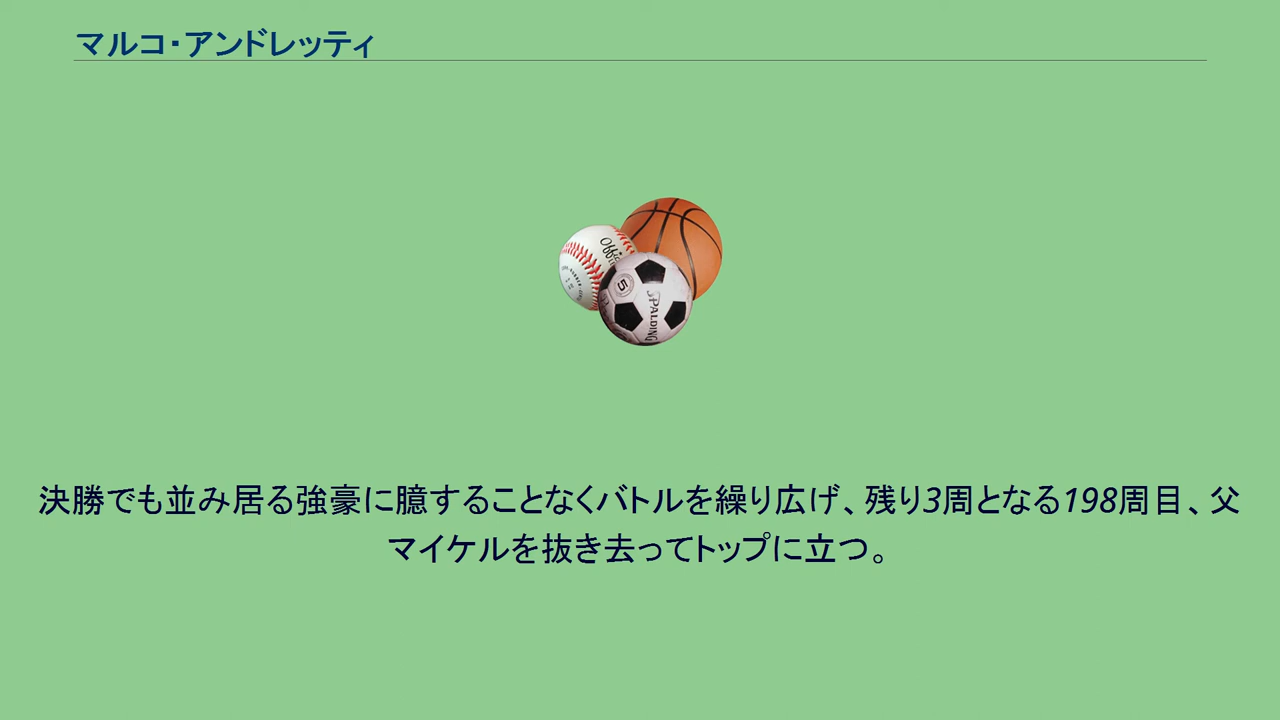 マルコ・アンドレッティ
Offici
5
SPALDING
決勝でも並み居る強豪に臆することなくバトルを繰り広げ、残り3周となる198周目、父
マイケルを抜き去ってトップに立つ。